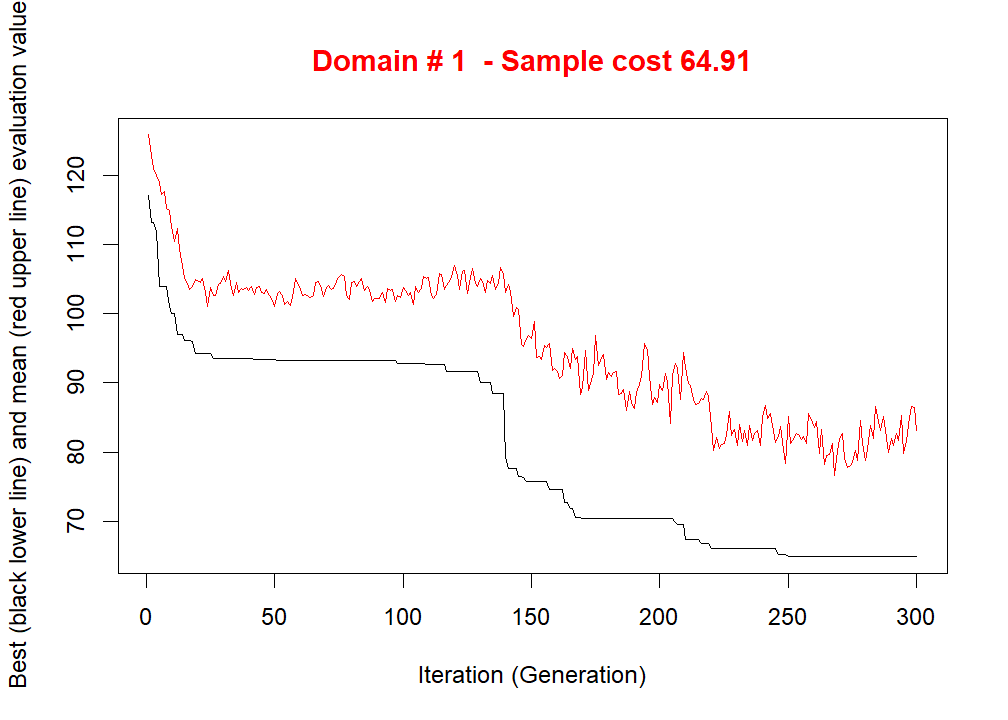 Domain # 1  - Sample cost 64.91
Best (black lower line) and mean (red upper line) evaluation value
120
110
100
90
80
70
0 50 100 150 200 250 300
Iteration (Generation)